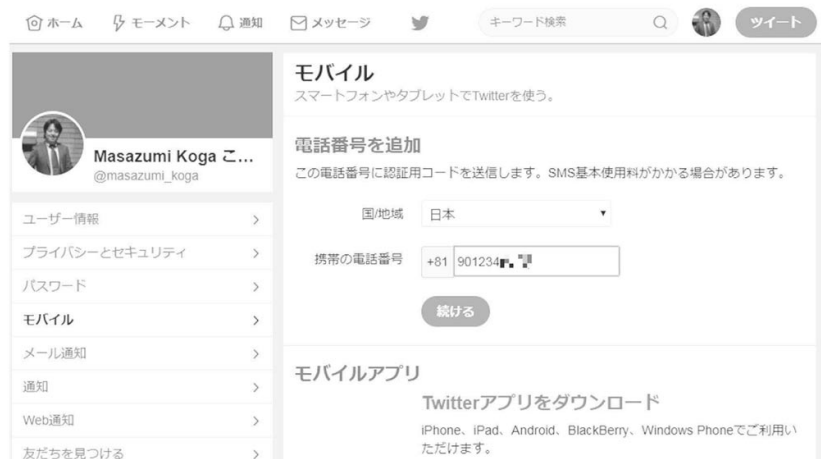 ホーム モーメント 通知 メッセージ キーワード検索 ツイート
Masazumi Koga こ...
@masazumi_koga
ユーザー情報
プライバシーとセキュリティ
パスワード
モバイル
メール通知
通知
Web通知
友だちを見つける
モバイル
スマートフォンやタブレットでTwitterを使う。
電話番号を追加
この電話番号に認証用コードを送信します。SMS基本使用料がかかる場合があります。
国/地域 日本
携帯の電話番号 +81 901234
続ける
モバイルアプリ
Twitterアプリをダウンロード
iPhone、iPad、Android、BlackBerry、Windows Phoneでご利用い
ただけます。